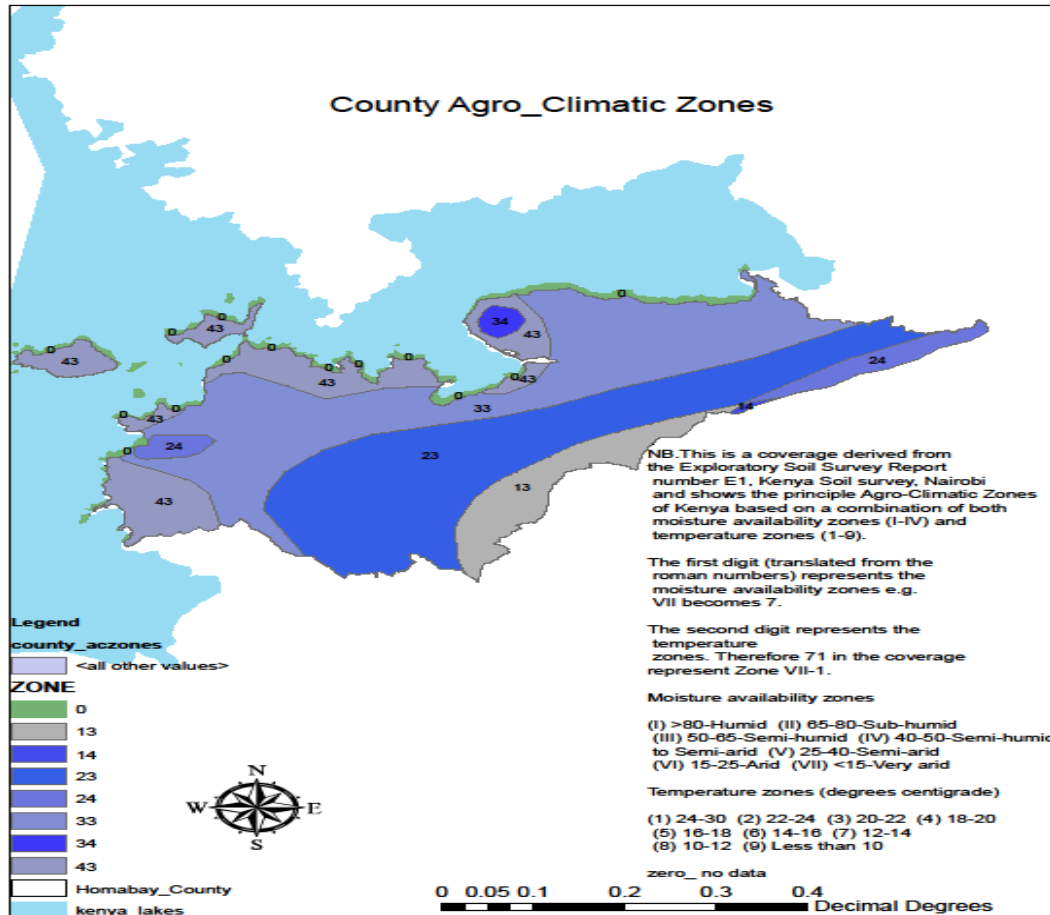 County Agro_Climatic Zones
0
43
0
0
43
34
43
0
0
43
0
0
0
43
0
0
43
33
24
0
43
0
0
24
14
23
13
43
NB.This is a coverage derived from
the Exploratory Soil Survey Report
number E1, Kenya Soil survey, Nairobi
and shows the principle Agro-Climatic Zones
of Kenya based on a combination of both
moisture availability zones (I-IV) and
temperature zones (1-9).
The first digit (translated from the
roman numbers) represents the
moisture availability zones e.g.
VII becomes 7.
The second digit represents the
temperature
zones. Therefore 71 in the coverage
represent Zone VII-1.
Moisture availability zones
(I) >80-Humid (II) 65-80-Sub-humid
(III) 50-65-Semi-humid (IV) 40-50-Semi-humid
to Semi-arid (V) 25-40-Semi-arid
(VI) 15-25-Arid (VII) <15-Very arid
Temperature zones (degrees centigrade)
(1) 24-30 (2) 22-24 (3) 20-22 (4) 18-20
(5) 16-18 (6) 14-16 (7) 12-14
(8) 10-12 (9) Less than 10
zero_ no data
Legend
county_aczones
<all other values>
ZONE
0
13
14
23
24
33
34
43
Homabay_County
kenya_lakes
N
W E
S
0 0.05 0.1 0.2 0.3 0.4
Decimal Degrees